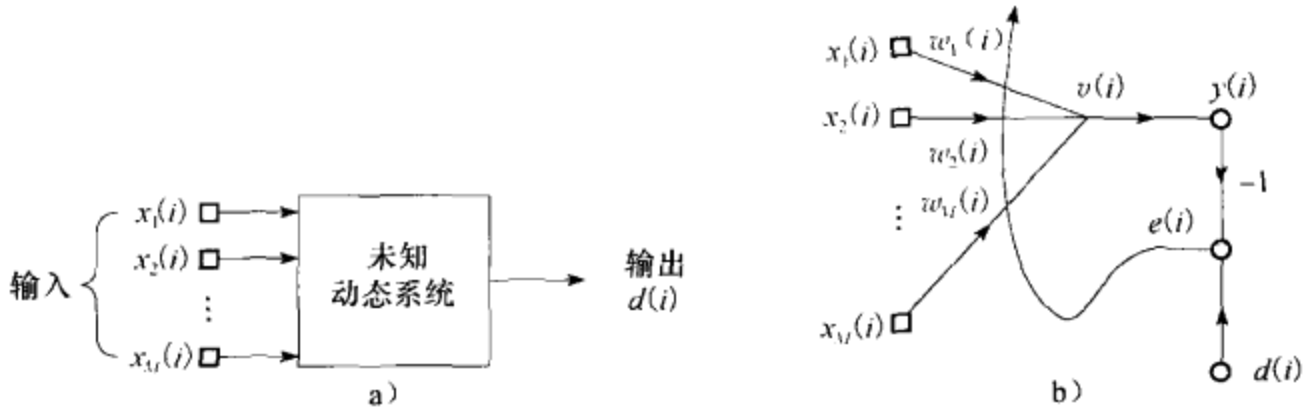 输入
x₁(i)
x₂(i)
⋮
x_M(i)
未知
动态系统
输出
d(i)
a)
x₁(i)
w₁(i)
x₂(i)
w₂(i)
⋮
w_M(i)
x_M(i)
v(i)
y(i)
-1
e(i)
d(i)
b)